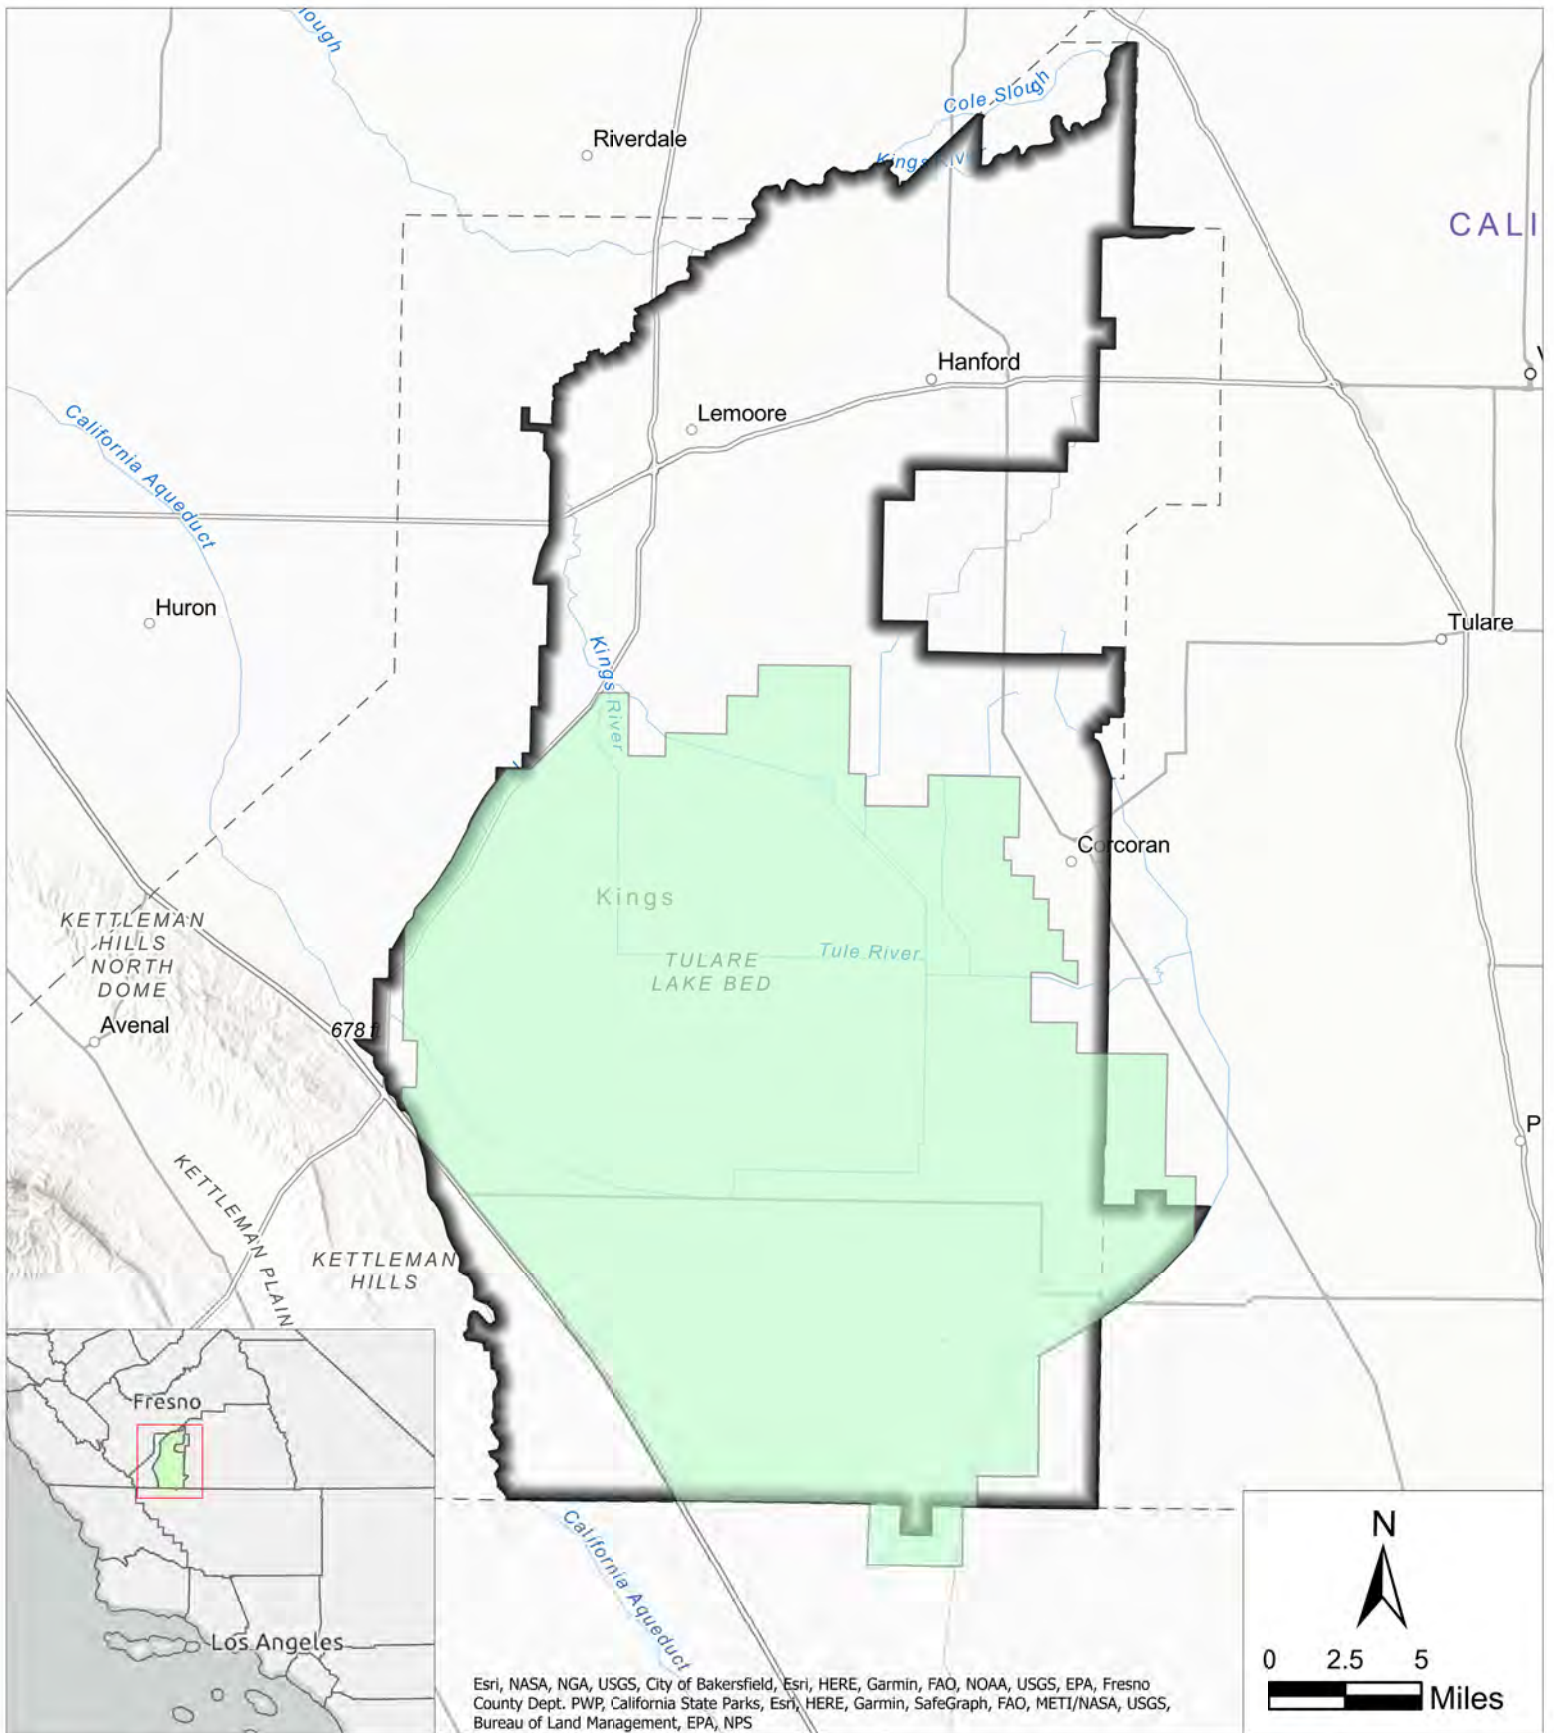 lough
Cole Slough
Riverdale
Kings River
CALI
Hanford
Lemoore
California Aqueduct
Huron
Tulare
Kings River
Corcoran
Kings
KETTLEMAN
HILLS
NORTH
DOME
TULARE
LAKE BED
Tule River
Avenal
678 ft
P
KETTLEMAN PLAIN
KETTLEMAN
HILLS
Fresno
Los Angeles
California Aqueduct
N
0 2.5 5
Miles
Esri, NASA, NGA, USGS, City of Bakersfield, Esri, HERE, Garmin, FAO, NOAA, USGS, EPA, Fresno
County Dept. PWP, California State Parks, Esri, HERE, Garmin, SafeGraph, FAO, METI/NASA, USGS,
Bureau of Land Management, EPA, NPS